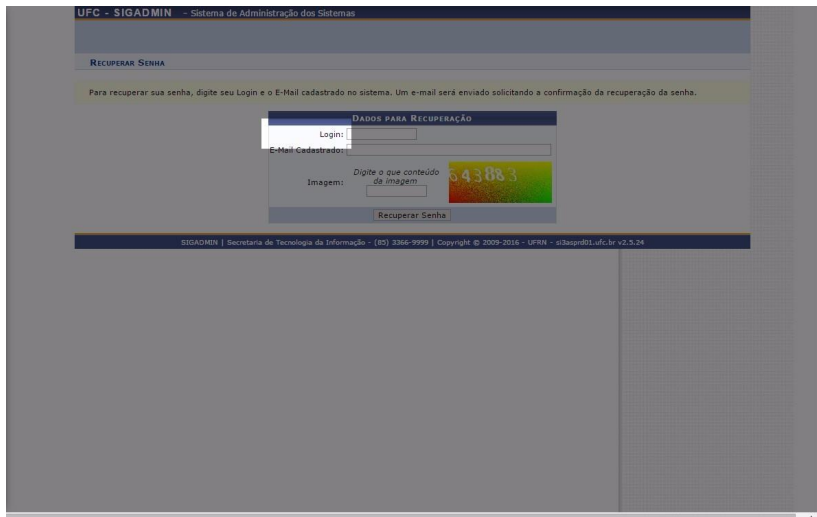 UFC - SIGADMIN - Sistema de Administração dos Sistemas
RECUPERAR SENHA
Para recuperar sua senha, digite seu Login e o E-Mail cadastrado no sistema. Um e-mail será enviado solicitando a confirmação da recuperação da senha.
DADOS PARA RECUPERAÇÃO
Login:
E-Mail Cadastrado:
Imagem:
Digite o que conteúdo
da imagem
643883
Recuperar Senha
SIGADMIN | Secretaria de Tecnologia da Informação - (85) 3366-9999 | Copyright © 2009-2016 - UFRN - si3asprd01.ufc.br v2.5.24